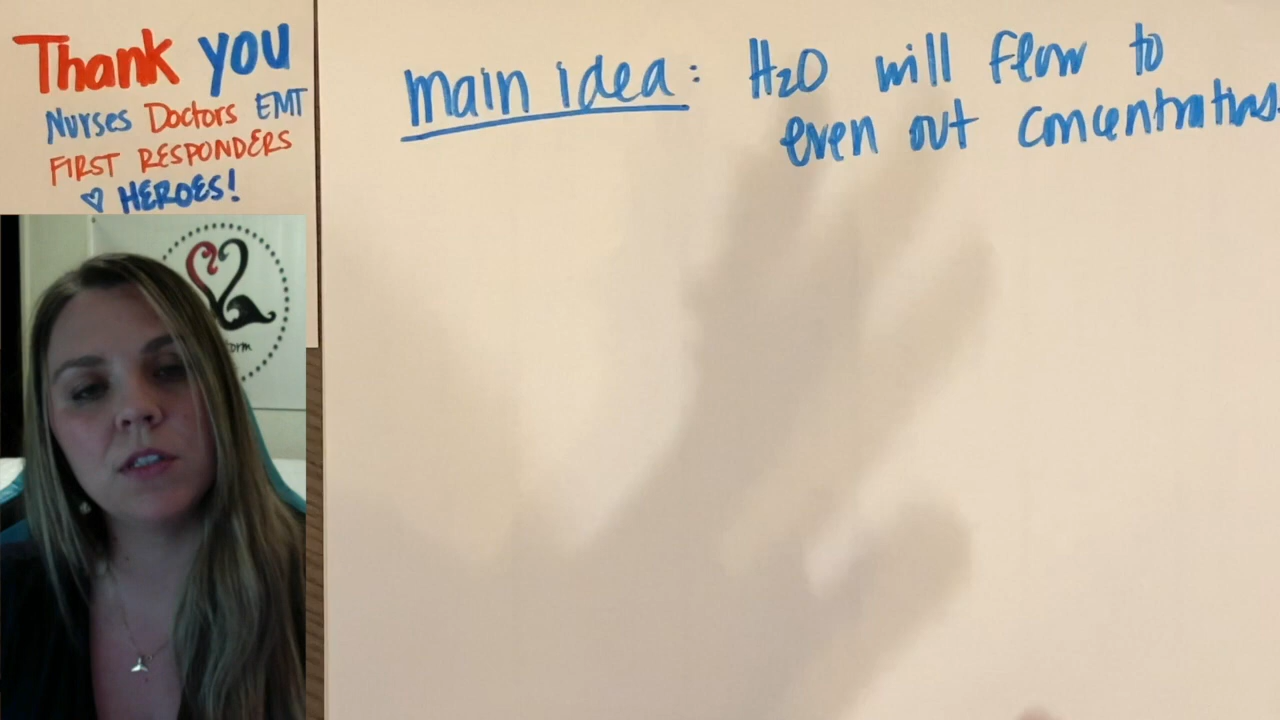 Thank you
Nurses Doctors EMT
FIRST RESPONDERS
♡ HEROES!
main idea: H2O will flow to
even out concentrations